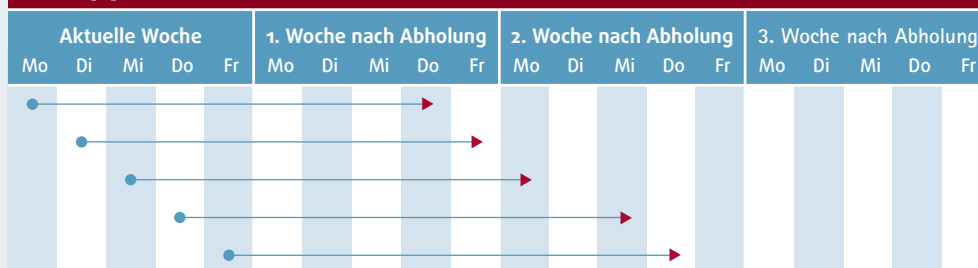 Aktuelle Woche 1. Woche nach Abholung 2. Woche nach Abholung 3. Woche nach Abholung
Mo Di Mi Do Fr Mo Di Mi Do Fr Mo Di Mi Do Fr Mo Di Mi Do Fr